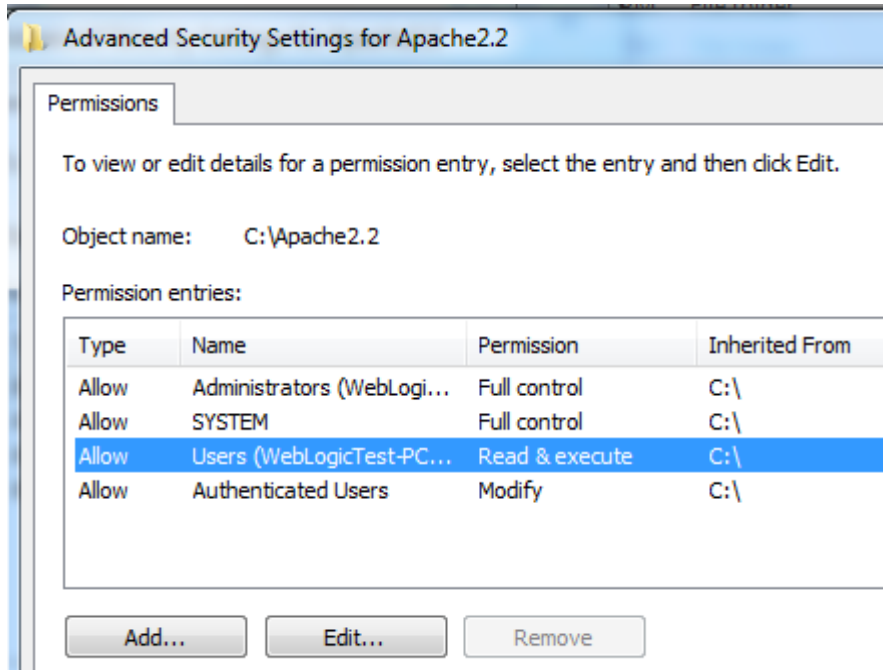 Advanced Security Settings for Apache2.2
Permissions
To view or edit details for a permission entry, select the entry and then click Edit.
Object name: C:\Apache2.2
Permission entries:
Type Name Permission Inherited From
Allow Administrators (WebLogi... Full control C:\
Allow SYSTEM Full control C:\
Allow Users (WebLogicTest-PC... Read & execute C:\
Allow Authenticated Users Modify C:\
Add... Edit... Remove